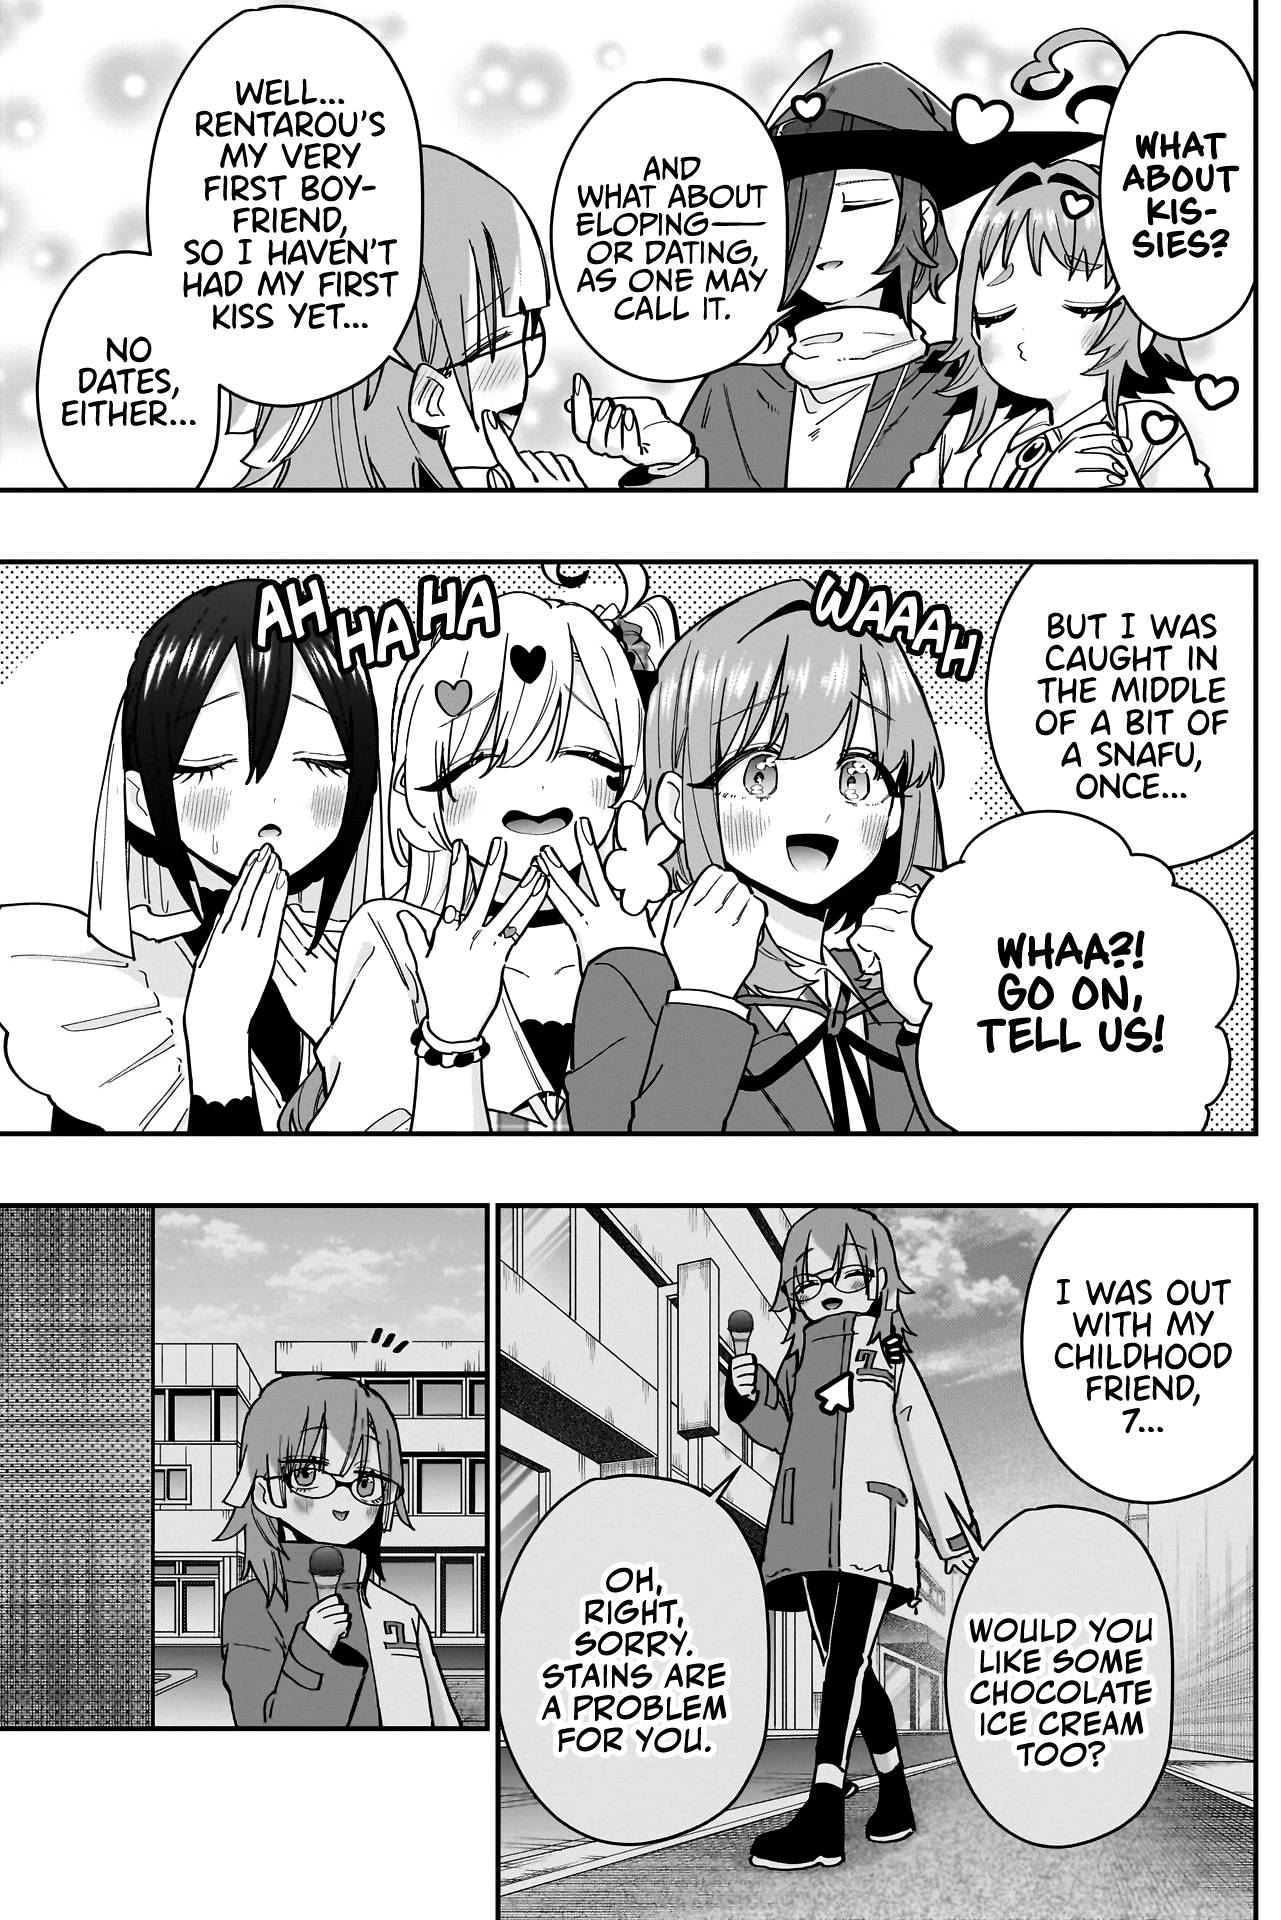 WHAT
ABOUT
KIS-
SIES?
AND
WHAT ABOUT
ELOPING——
OR DATING,
AS ONE MAY
CALL IT.
WELL...
RENTAROU'S
MY VERY
FIRST BOY-
FRIEND,
SO I HAVEN'T
HAD MY FIRST
KISS YET...
NO
DATES,
EITHER...
BUT I WAS
CAUGHT IN
THE MIDDLE
OF A BIT OF
A SNAFU,
ONCE...
WHAA?!
GO ON,
TELL US!
WAAAH
AH
HA HA
I WAS OUT
WITH MY
CHILDHOOD
FRIEND,
7...
WOULD YOU
LIKE SOME
CHOCOLATE
ICE CREAM
TOO?
OH,
RIGHT,
SORRY.
STAINS ARE
A PROBLEM
FOR YOU.